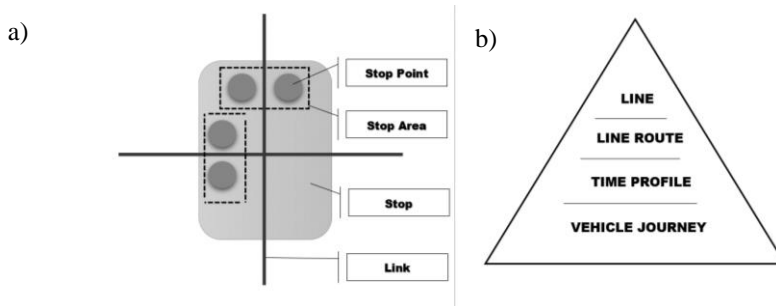 a)
Stop Point
Stop Area
Stop
Link
b)
LINE
LINE ROUTE
TIME PROFILE
VEHICLE JOURNEY